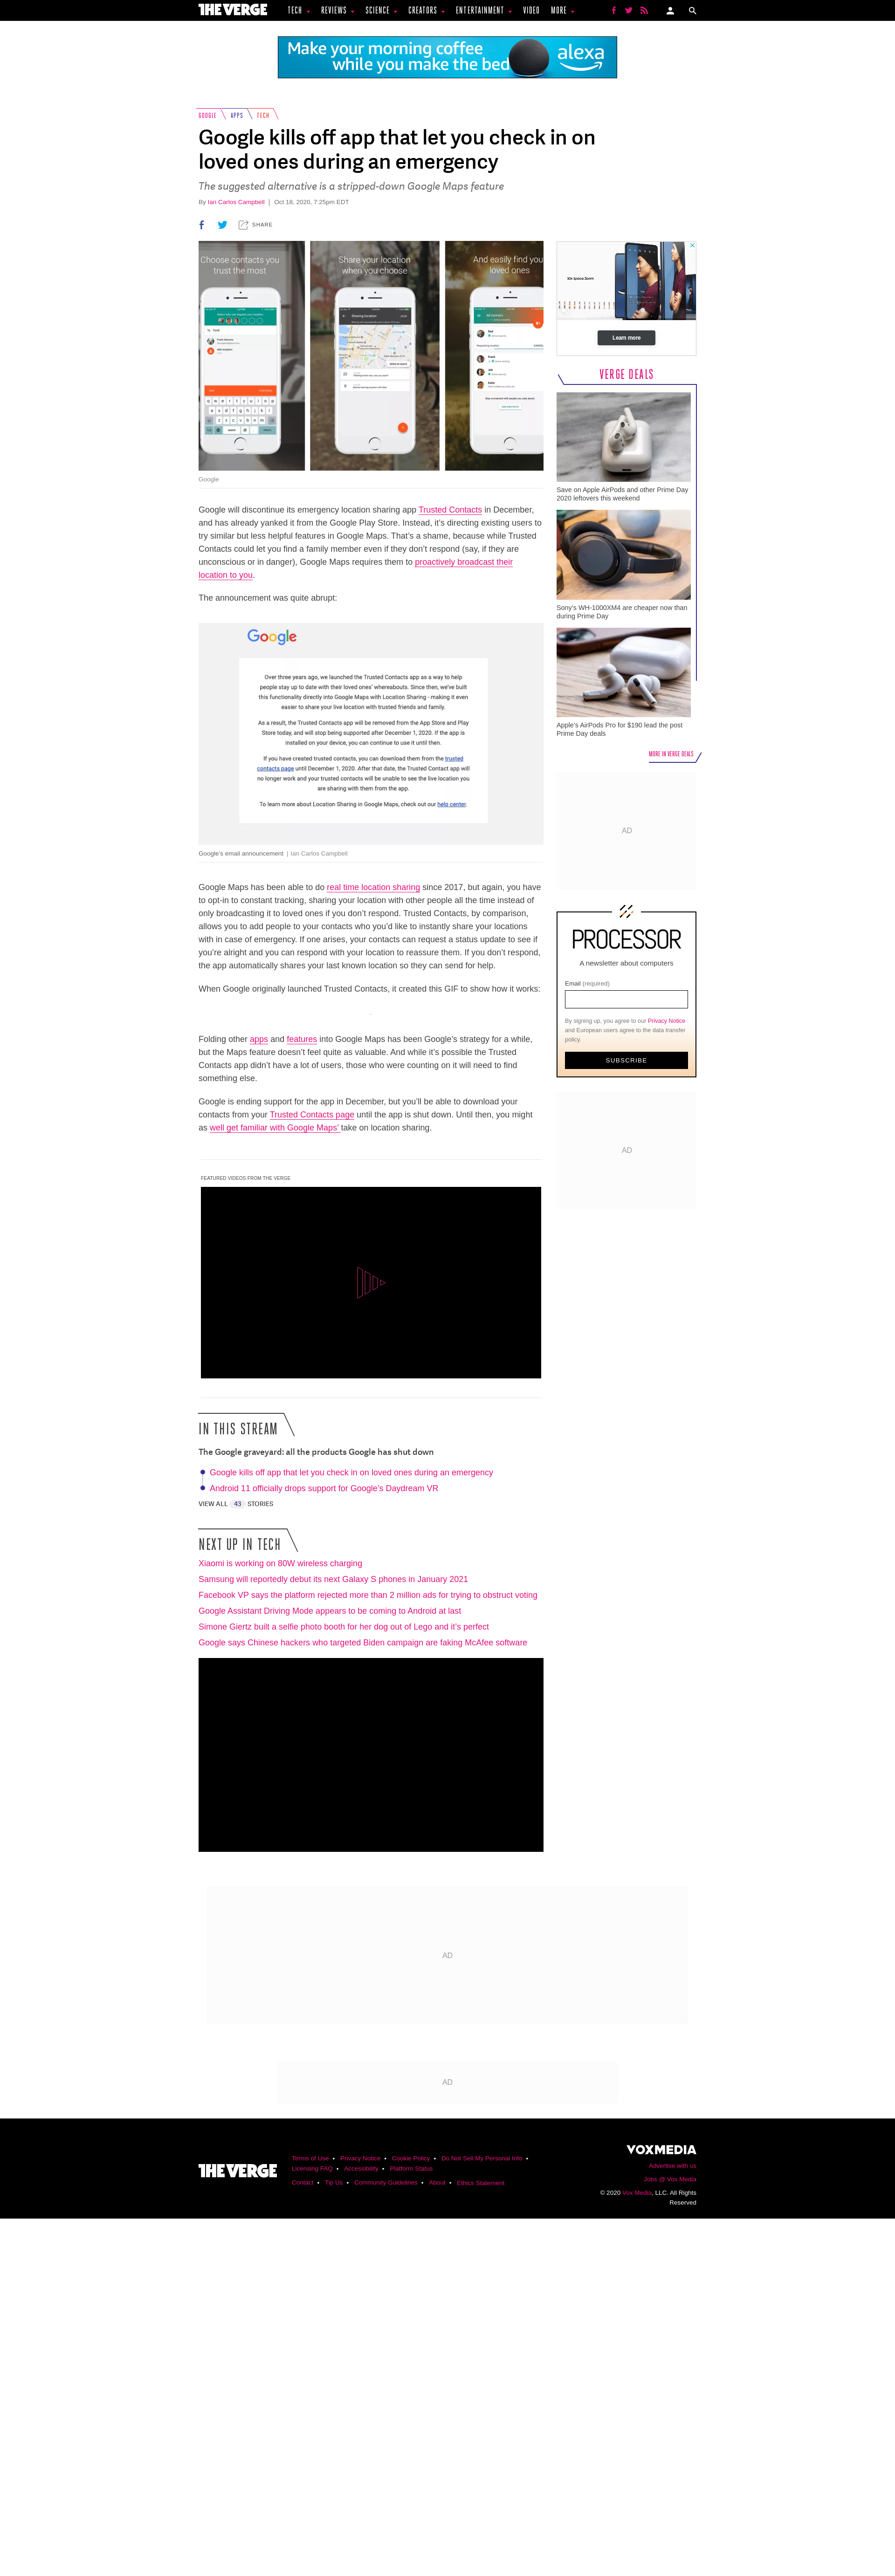 THE VERGE
TECH
REVIEWS
SCIENCE
CREATORS
ENTERTAINMENT
VIDEO
MORE
Make your morning coffee
while you make the bed
alexa
GOOGLE
APPS
TECH
Google kills off app that let you check in on
loved ones during an emergency
The suggested alternative is a stripped-down Google Maps feature
By Ian Carlos Campbell | Oct 18, 2020, 7:25pm EDT
SHARE
Choose contacts you
trust the most
Share your location
when you choose
And easily find you
loved ones
Google
Learn more
VERGE DEALS
Save on Apple AirPods and other Prime Day
2020 leftovers this weekend
Sony's WH-1000XM4 are cheaper now than
during Prime Day
Apple's AirPods Pro for $190 lead the post
Prime Day deals
MORE IN VERGE DEALS
Google will discontinue its emergency location sharing app Trusted Contacts in December,
and has already yanked it from the Google Play Store. Instead, it's directing existing users to
try similar but less helpful features in Google Maps. That's a shame, because while Trusted
Contacts could let you find a family member even if they don't respond (say, if they are
unconscious or in danger), Google Maps requires them to proactively broadcast their
location to you.
The announcement was quite abrupt:
Google
Over three years ago, we launched the Trusted Contacts app as a way to help
people stay up to date with their loved ones' whereabouts. Since then, we've built
this functionality directly into Google Maps with Location Sharing - making it even
easier to share your live location with trusted friends and family.
As a result, the Trusted Contacts app will be removed from the App Store and Play
Store today, and will stop being supported after December 1, 2020. If the app is
installed on your device, you can continue to use it until then.
If you have created trusted contacts, you can download them from the trusted
contacts page until December 1, 2020. After that date, the Trusted Contact app will
no longer work and your trusted contacts will be unable to see the live location you
are sharing with them from the app.
To learn more about Location Sharing in Google Maps, check out our help center.
Google's email announcement | Ian Carlos Campbell
AD
Google Maps has been able to do real time location sharing since 2017, but again, you have
to opt-in to constant tracking, sharing your location with other people all the time instead of
only broadcasting it to loved ones if you don't respond. Trusted Contacts, by comparison,
allows you to add people to your contacts who you'd like to instantly share your locations
with in case of emergency. If one arises, your contacts can request a status update to see if
you're alright and you can respond with your location to reassure them. If you don't respond,
the app automatically shares your last known location so they can send for help.
When Google originally launched Trusted Contacts, it created this GIF to show how it works:
PROCESSOR
A newsletter about computers
Email (required)
By signing up, you agree to our Privacy Notice
and European users agree to the data transfer
policy.
SUBSCRIBE
Folding other apps and features into Google Maps has been Google's strategy for a while,
but the Maps feature doesn't feel quite as valuable. And while it's possible the Trusted
Contacts app didn't have a lot of users, those who were counting on it will need to find
something else.
Google is ending support for the app in December, but you'll be able to download your
contacts from your Trusted Contacts page until the app is shut down. Until then, you might
as well get familiar with Google Maps' take on location sharing.
AD
FEATURED VIDEOS FROM THE VERGE
IN THIS STREAM
The Google graveyard: all the products Google has shut down
Google kills off app that let you check in on loved ones during an emergency
Android 11 officially drops support for Google's Daydream VR
VIEW ALL 43 STORIES
NEXT UP IN TECH
Xiaomi is working on 80W wireless charging
Samsung will reportedly debut its next Galaxy S phones in January 2021
Facebook VP says the platform rejected more than 2 million ads for trying to obstruct voting
Google Assistant Driving Mode appears to be coming to Android at last
Simone Giertz built a selfie photo booth for her dog out of Lego and it's perfect
Google says Chinese hackers who targeted Biden campaign are faking McAfee software
AD
AD
THE VERGE
Terms of Use • Privacy Notice • Cookie Policy • Do Not Sell My Personal Info •
Licensing FAQ • Accessibility • Platform Status
Contact • Tip Us • Community Guidelines • About • Ethics Statement
VOXMEDIA
Advertise with us
Jobs @ Vox Media
© 2020 Vox Media, LLC. All Rights
Reserved